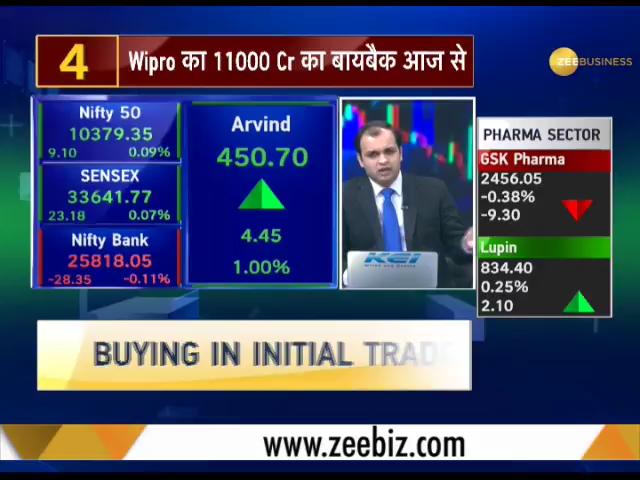 4
Wipro का 11000 Cr का बायबैक आज से
ZEEBUSINESS
Nifty 50
10379.35
9.10 0.09%
SENSEX
33641.77
23.18 0.07%
Nifty Bank
25818.05
-28.35 -0.11%
Arvind
450.70
4.45
1.00%
KEI
PHARMA SECTOR
GSK Pharma
2456.05
-0.38%
-9.30
Lupin
834.40
0.25%
2.10
BUYING IN INITIAL TRADE
www.zeebiz.com